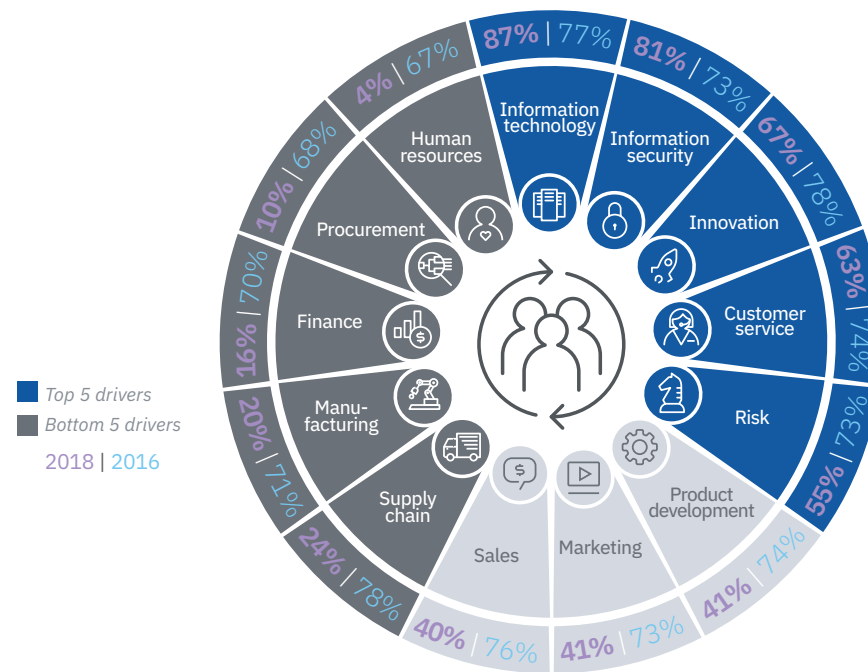 87% | 77%
Information
technology
81% | 73%
Information
security
67% | 78%
Innovation
63% | 74%
Customer
service
55% | 73%
Risk
41% | 74%
Product
development
41% | 73%
Marketing
40% | 76%
Sales
24% | 78%
Supply
chain
20% | 71%
Manu-
facturing
16% | 70%
Finance
10% | 68%
Procurement
4% | 67%
Human
resources
$
$
Top 5 drivers
Bottom 5 drivers
2018 | 2016